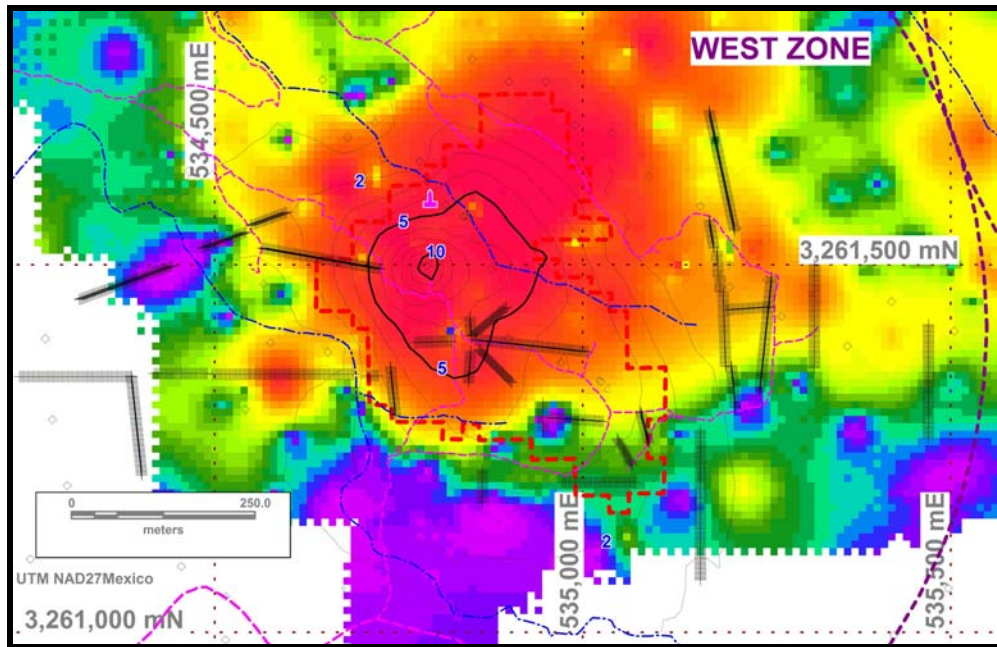 WEST ZONE
534,500 mE
2
5
10
3,261,500 mN
5
0 250.0
meters
UTM NAD27Mexico
3,261,000 mN
2
535,000 mE
535,500 mE